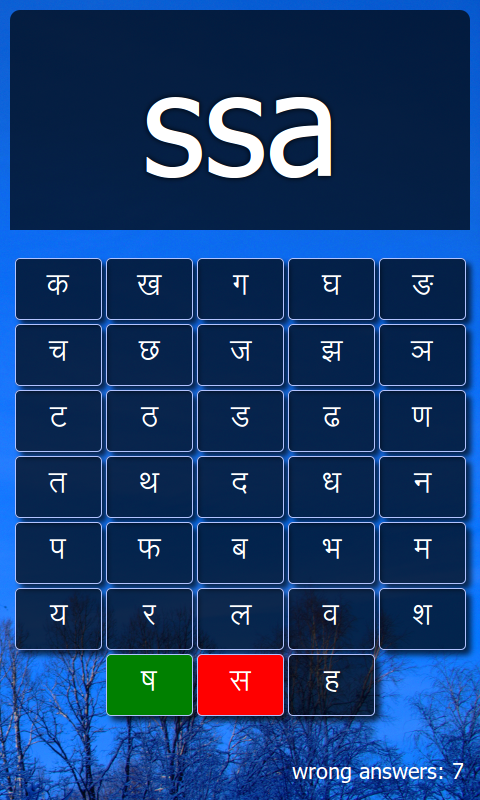 ssa
क ख ग घ ङ
च छ ज झ ञ
ट ठ ड ढ ण
त थ द ध न
प फ ब भ म
य र ल व श
ष स ह
wrong answers: 7